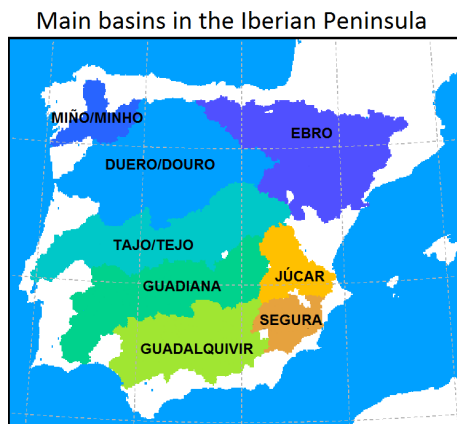 Main basins in the Iberian Peninsula
MIÑO/MINHO
EBRO
DUERO/DOURO
TAJO/TEJO
JÚCAR
GUADIANA
SEGURA
GUADALQUIVIR